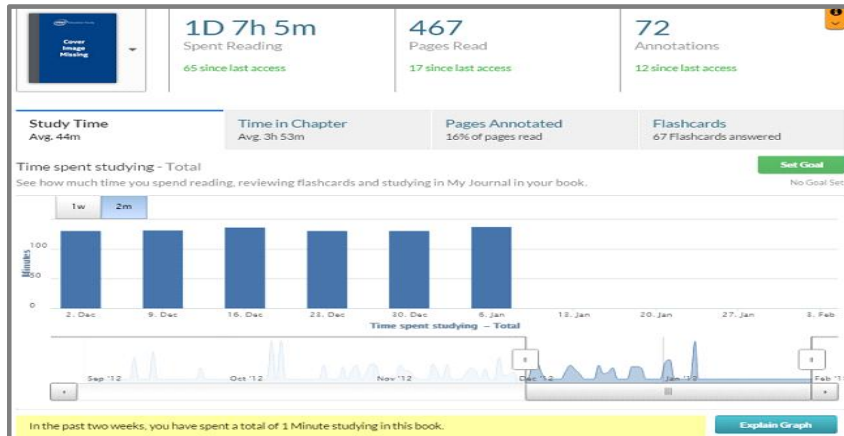 1D 7h 5m
Spent Reading
65 since last access
467
Pages Read
17 since last access
72
Annotations
12 since last access
Cover
Image
Missing
Study Time
Avg. 44m
Time in Chapter
Avg. 3h 53m
Pages Annotated
16% of pages read
Flashcards
67 Flashcards answered
Time spent studying - Total
Set Goal
See how much time you spend reading, reviewing flashcards and studying in My Journal in your book.
No Goal Set
1w 2m
Minutes
100
50
0
2. Dec 9. Dec 16. Dec 23. Dec 30. Dec 6. Jan 13. Jan 20. Jan 27. Jan 3. Feb
Time spent studying – Total
Sep '12 Oct '12 Nov '12 Dec '12 Jan '13 Feb '1
In the past two weeks, you have spent a total of 1 Minute studying in this book.
Explain Graph